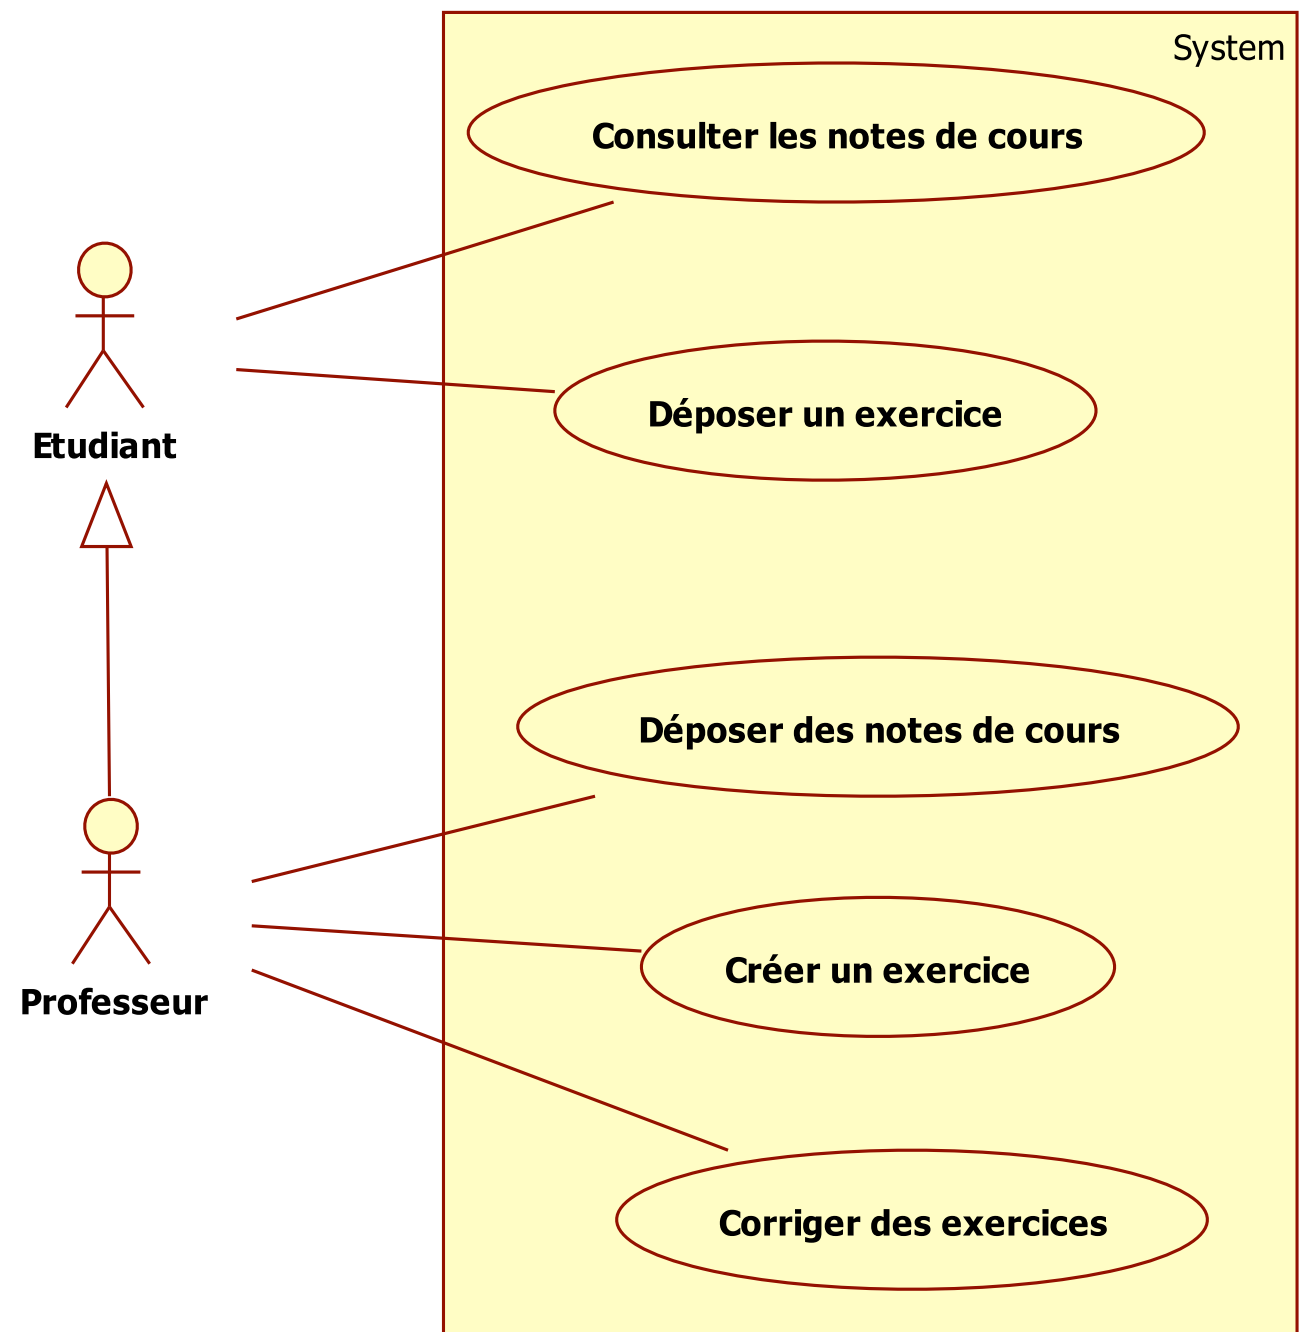 System
Consulter les notes de cours
Déposer un exercice
Etudiant
Déposer des notes de cours
Créer un exercice
Professeur
Corriger des exercices